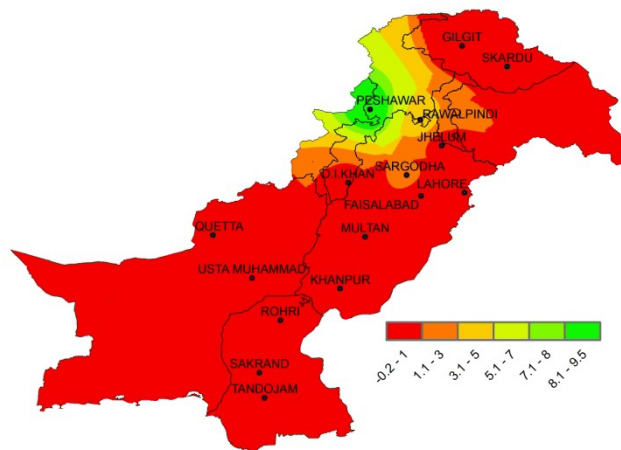 GILGIT
SKARDU
PESHAWAR
RAWALPINDI
JHELUM
SARGODHA
D.I.KHAN
LAHORE
FAISALABAD
QUETTA
MULTAN
USTA MUHAMMAD
KHANPUR
ROHRI
SAKRAND
TANDOJAM
-0.2 - 1
1.1 - 3
3.1 - 5
5.1 - 7
7.1 - 8
8.1 - 9.5